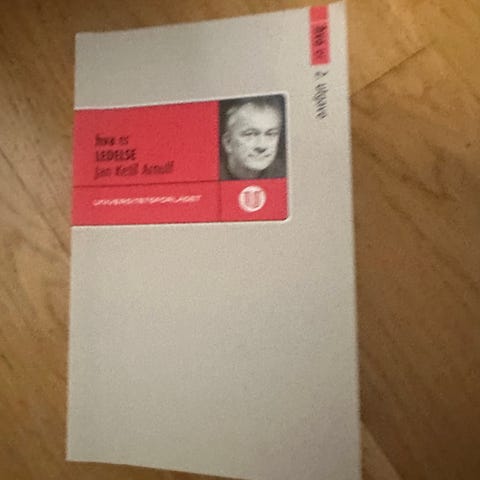 hva er 2. utgave
hva er
LEDELSE
Jan Ketil Arnulf
UNIVERSITETSFORLAGET